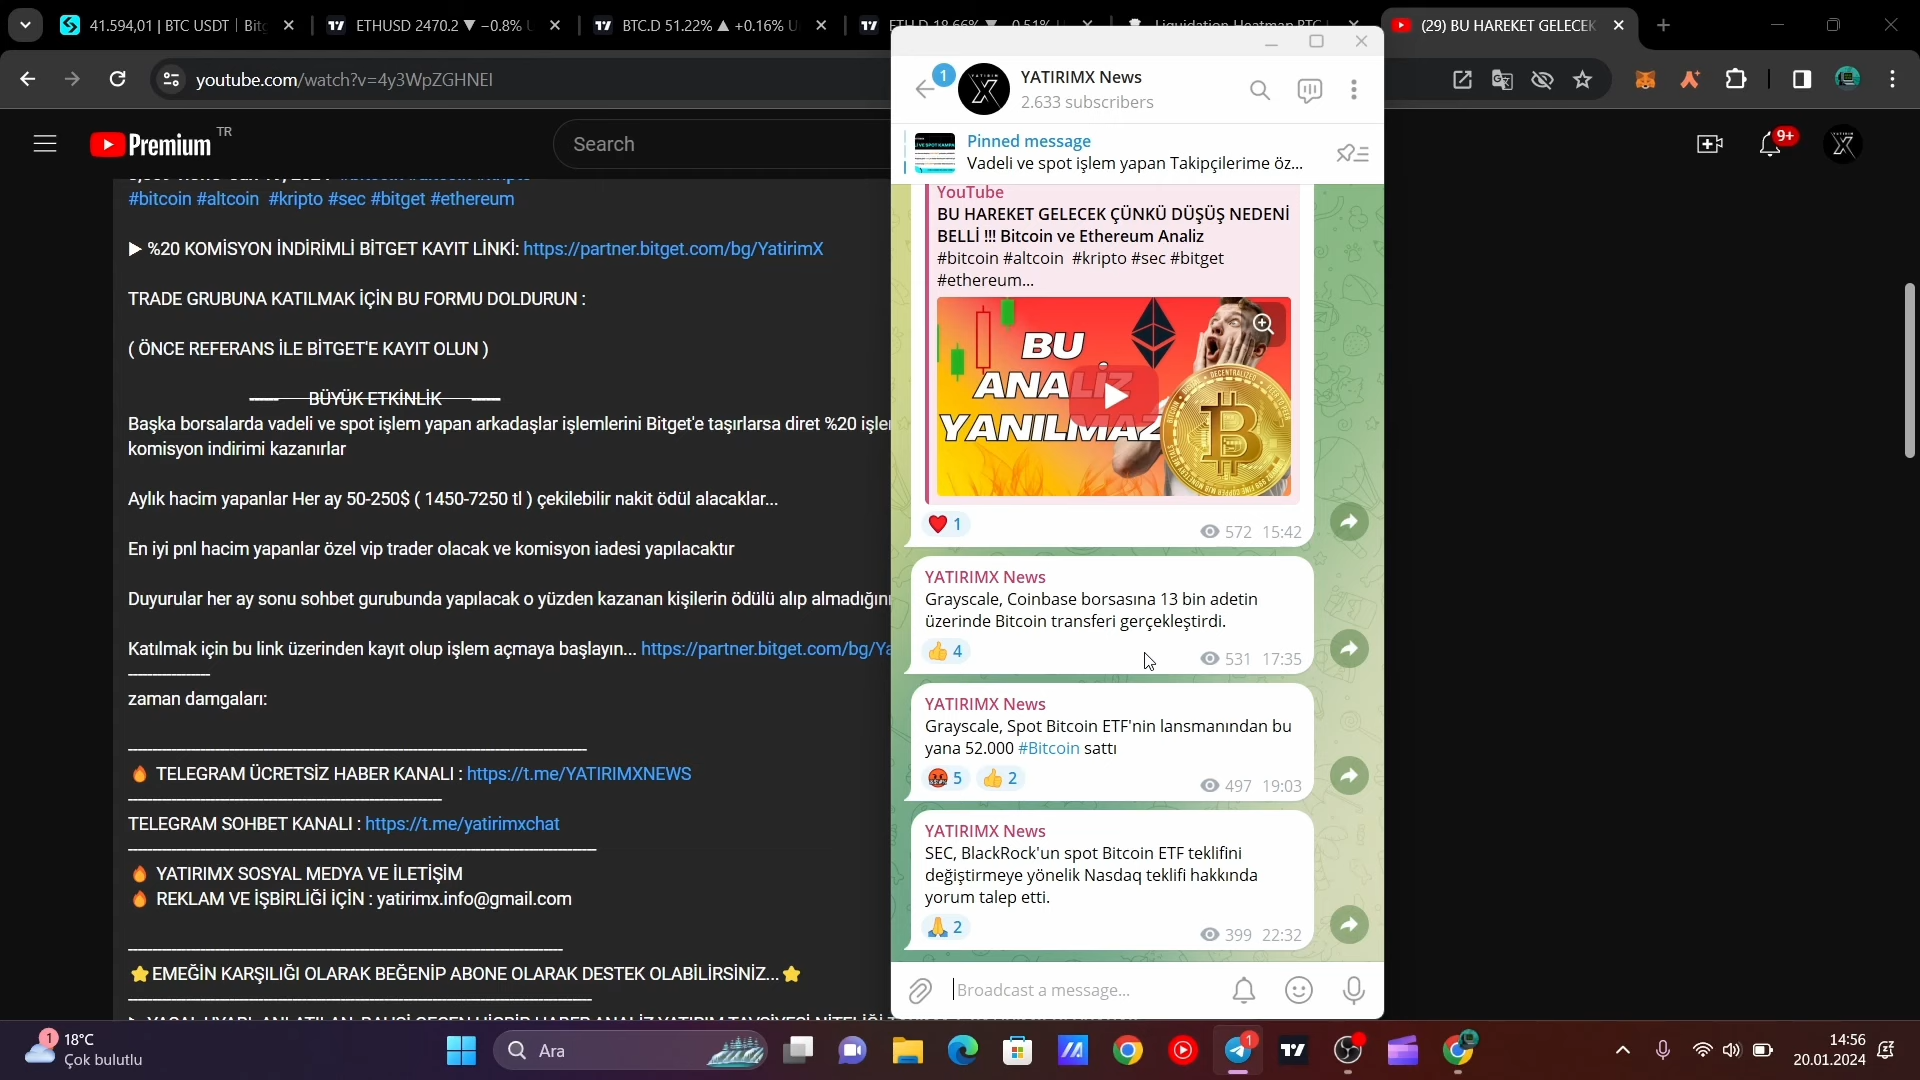 41.594,01 | BTC USDT | Bitg
ETHUSD 2470.2 ▼ −0.8% U
BTC.D 51.22% ▲ +0.16% U
ETH.D 18.66% ▼ −0.51%
Liquidation Heatmap BTC
(29) BU HAREKET GELECEK
youtube.com/watch?v=4y3WpZGHNEI
Premium TR
Search
9+
#bitcoin #altcoin #kripto #sec #bitget #ethereum
▶ %20 KOMİSYON İNDİRİMLİ BİTGET KAYIT LİNKİ: https://partner.bitget.com/bg/YatirimX
TRADE GRUBUNA KATILMAK İÇİN BU FORMU DOLDURUN :
( ÖNCE REFERANS İLE BİTGET'E KAYIT OLUN )
BÜYÜK ETKİNLİK
Başka borsalarda vadeli ve spot işlem yapan arkadaşlar işlemlerini Bitget'e taşırlarsa diret %20 işle
komisyon indirimi kazanırlar
Aylık hacim yapanlar Her ay 50-250$ ( 1450-7250 tl ) çekilebilir nakit ödül alacaklar...
En iyi pnl hacim yapanlar özel vip trader olacak ve komisyon iadesi yapılacaktır
Duyurular her ay sonu sohbet gurubunda yapılacak o yüzden kazanan kişilerin ödülü alıp almadığını
Katılmak için bu link üzerinden kayıt olup işlem açmaya başlayın... https://partner.bitget.com/bg/Ya
----------------
zaman damgaları:
🔥 TELEGRAM ÜCRETSİZ HABER KANALI : https://t.me/YATIRIMXNEWS
TELEGRAM SOHBET KANALI : https://t.me/yatirimxchat
🔥 YATIRIMX SOSYAL MEDYA VE İLETİŞİM
🔥 REKLAM VE İŞBİRLİĞİ İÇİN : yatirimx.info@gmail.com
⭐EMEĞİN KARŞILIĞI OLARAK BEĞENİP ABONE OLARAK DESTEK OLABİLİRSİNİZ...⭐
1
YATIRIMX News
2.633 subscribers
Pinned message
Vadeli ve spot işlem yapan Takipçilerime öz...
YouTube
BU HAREKET GELECEK ÇÜNKÜ DÜŞÜŞ NEDENİ
BELLİ !!! Bitcoin ve Ethereum Analiz
#bitcoin #altcoin #kripto #sec #bitget
#ethereum...
BU
ANALİZ
YANILMAZ
DECENTRALIZED
❤️ 1
572 15:42
YATIRIMX News
Grayscale, Coinbase borsasına 13 bin adetin
üzerinde Bitcoin transferi gerçekleştirdi.
👍 4
531 17:35
YATIRIMX News
Grayscale, Spot Bitcoin ETF'nin lansmanından bu
yana 52.000 #Bitcoin sattı
🤬 5 👍 2
497 19:03
YATIRIMX News
SEC, BlackRock'un spot Bitcoin ETF teklifini
değiştirmeye yönelik Nasdaq teklifi hakkında
yorum talep etti.
🙏 2
399 22:32
Broadcast a message...
1
18°C
Çok bulutlu
Ara
1
14:56
20.01.2024